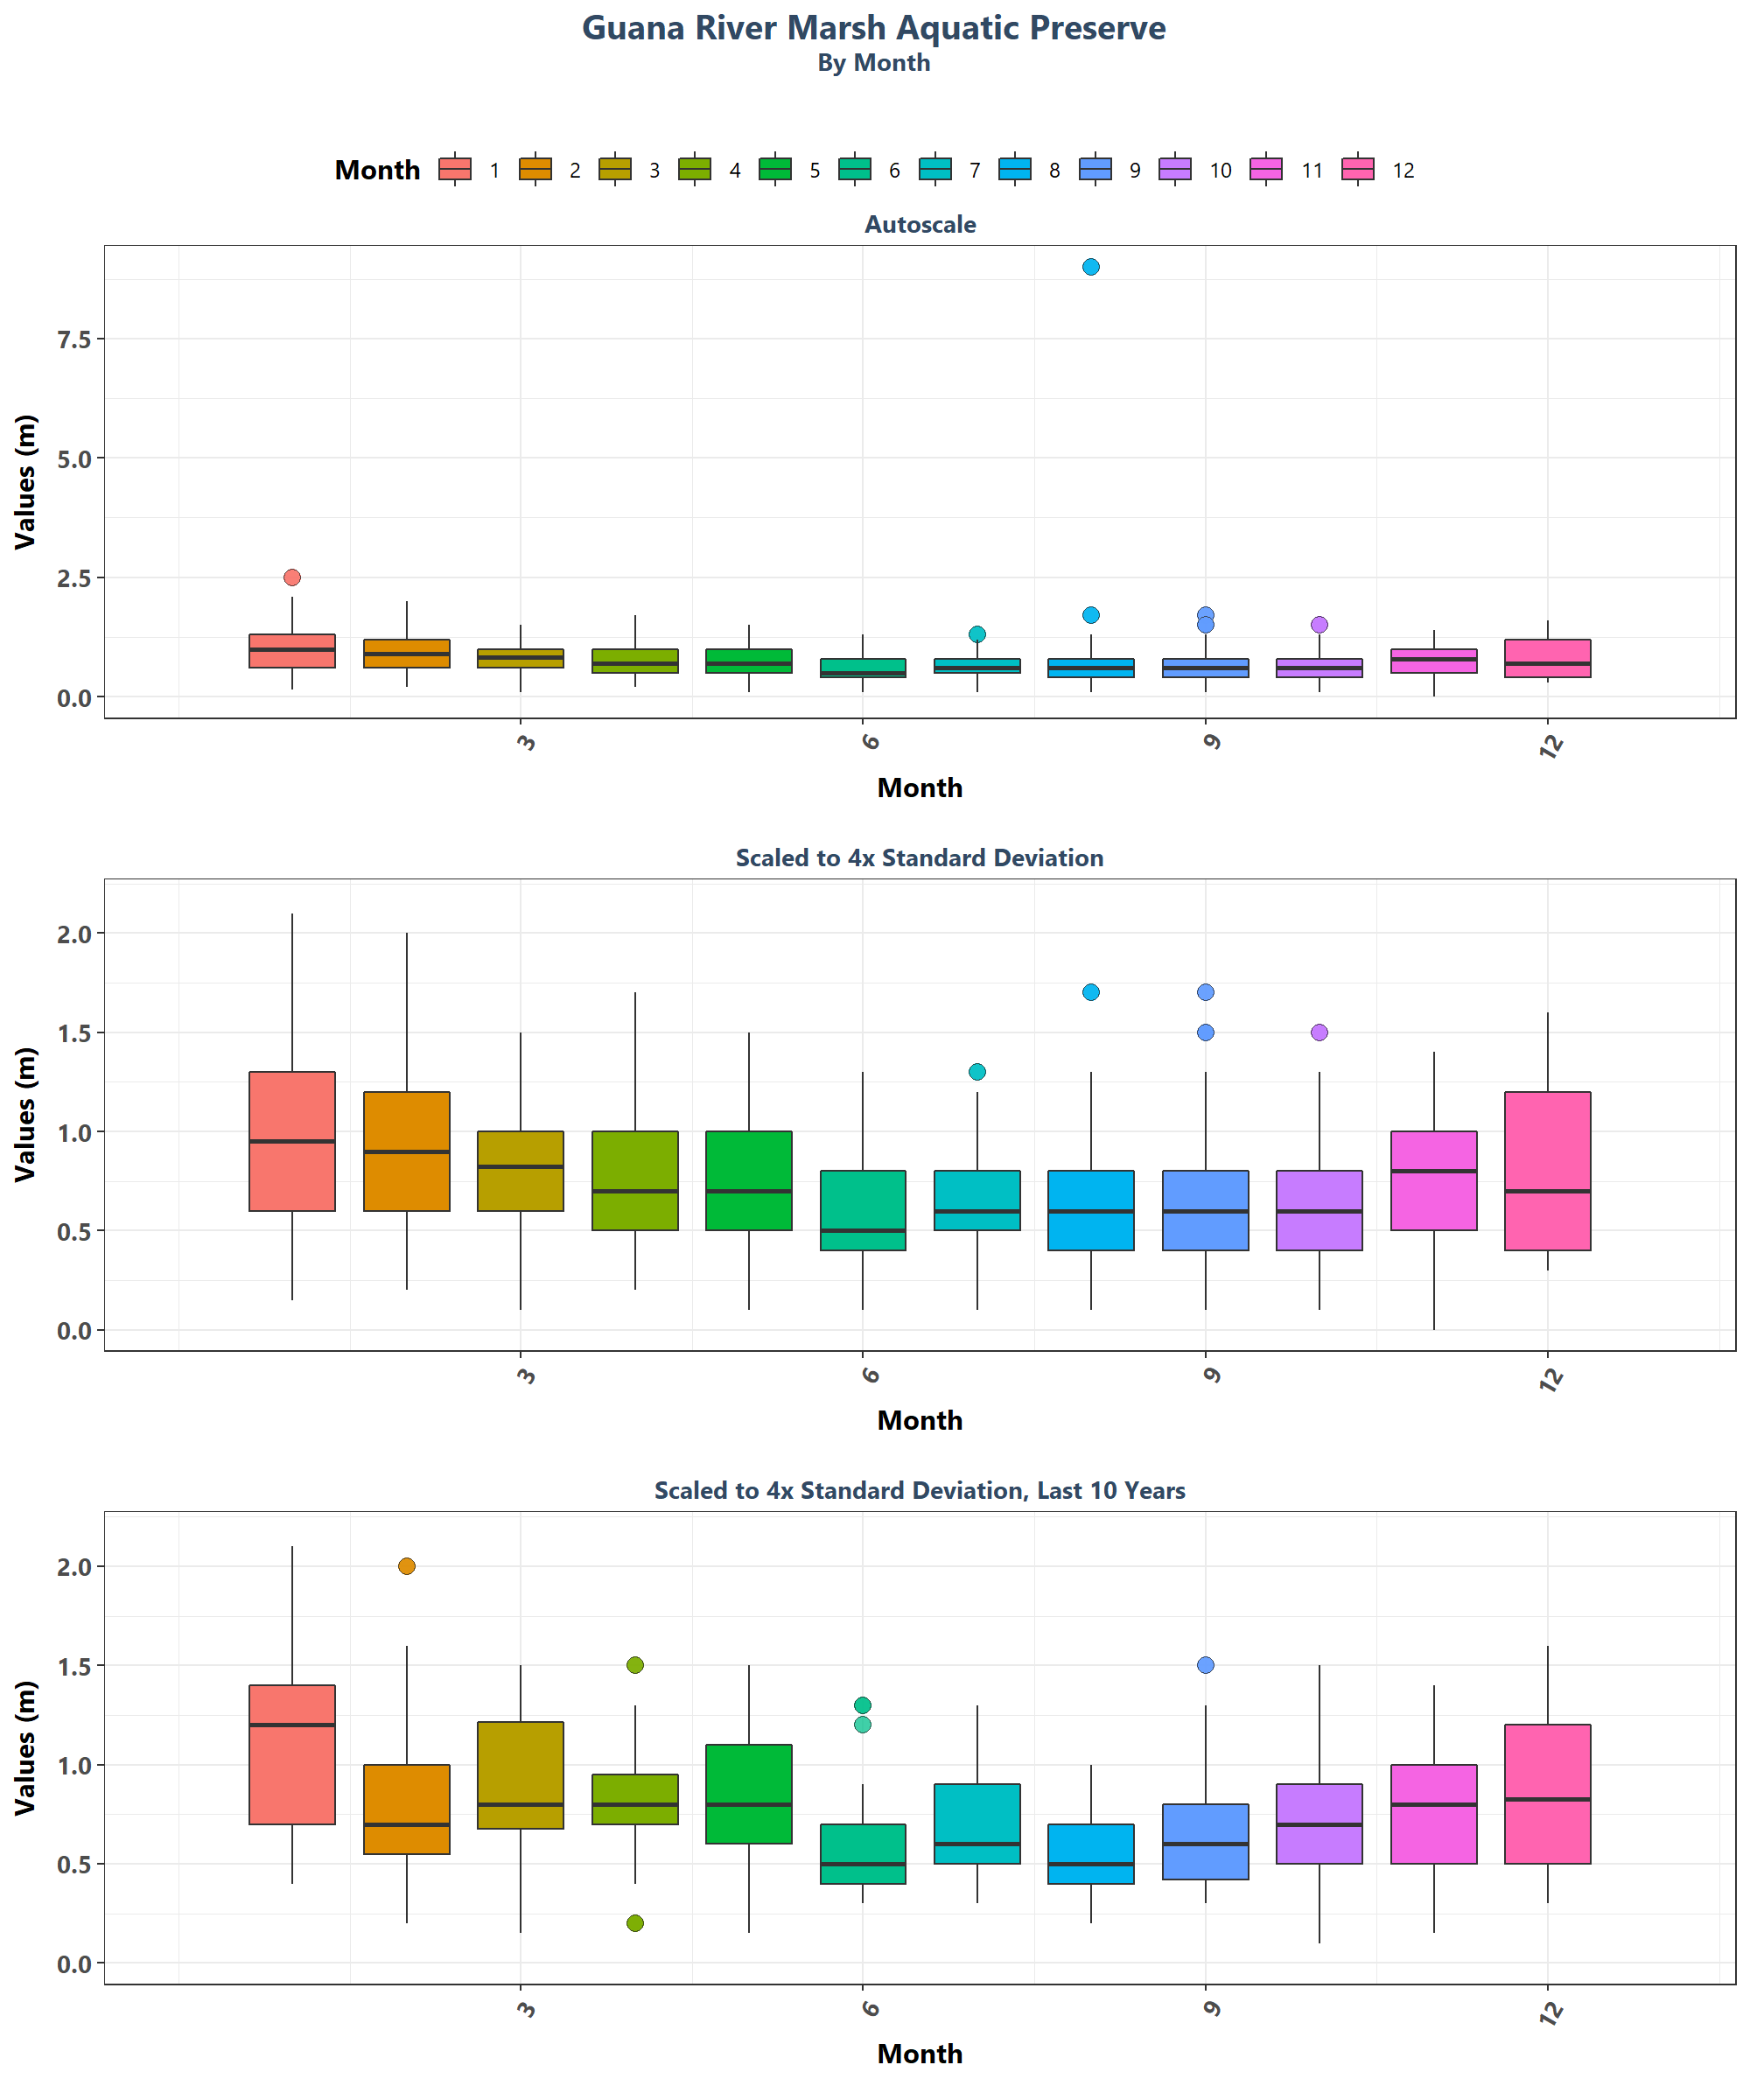 Guana River Marsh Aquatic Preserve
By Month
Month 1 2 3 4 5 6 7 8 9 10 11 12
Autoscale
Values (m)
7.5
5.0
2.5
0.0
3 6 9 12
Month
Scaled to 4x Standard Deviation
Values (m)
2.0
1.5
1.0
0.5
0.0
3 6 9 12
Month
Scaled to 4x Standard Deviation, Last 10 Years
Values (m)
2.0
1.5
1.0
0.5
0.0
3 6 9 12
Month